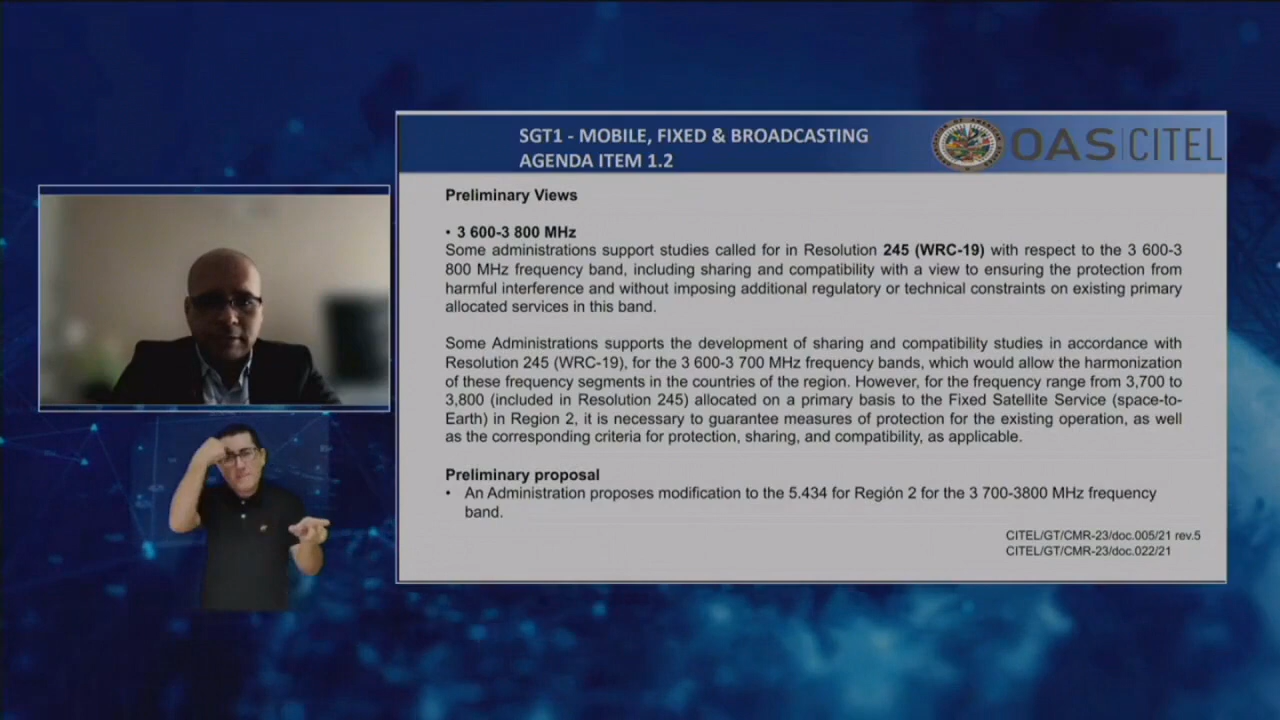 SGT1 - MOBILE, FIXED & BROADCASTING
AGENDA ITEM 1.2
OAS CITEL
Preliminary Views
• 3 600-3 800 MHz
Some administrations support studies called for in Resolution 245 (WRC-19) with respect to the 3 600-3
800 MHz frequency band, including sharing and compatibility with a view to ensuring the protection from
harmful interference and without imposing additional regulatory or technical constraints on existing primary
allocated services in this band.
Some Administrations supports the development of sharing and compatibility studies in accordance with
Resolution 245 (WRC-19), for the 3 600-3 700 MHz frequency bands, which would allow the harmonization
of these frequency segments in the countries of the region. However, for the frequency range from 3,700 to
3,800 (included in Resolution 245) allocated on a primary basis to the Fixed Satellite Service (space-to-
Earth) in Region 2, it is necessary to guarantee measures of protection for the existing operation, as well
as the corresponding criteria for protection, sharing, and compatibility, as applicable.
Preliminary proposal
• An Administration proposes modification to the 5.434 for Región 2 for the 3 700-3800 MHz frequency
band.
CITEL/GT/CMR-23/doc.005/21 rev.5
CITEL/GT/CMR-23/doc.022/21